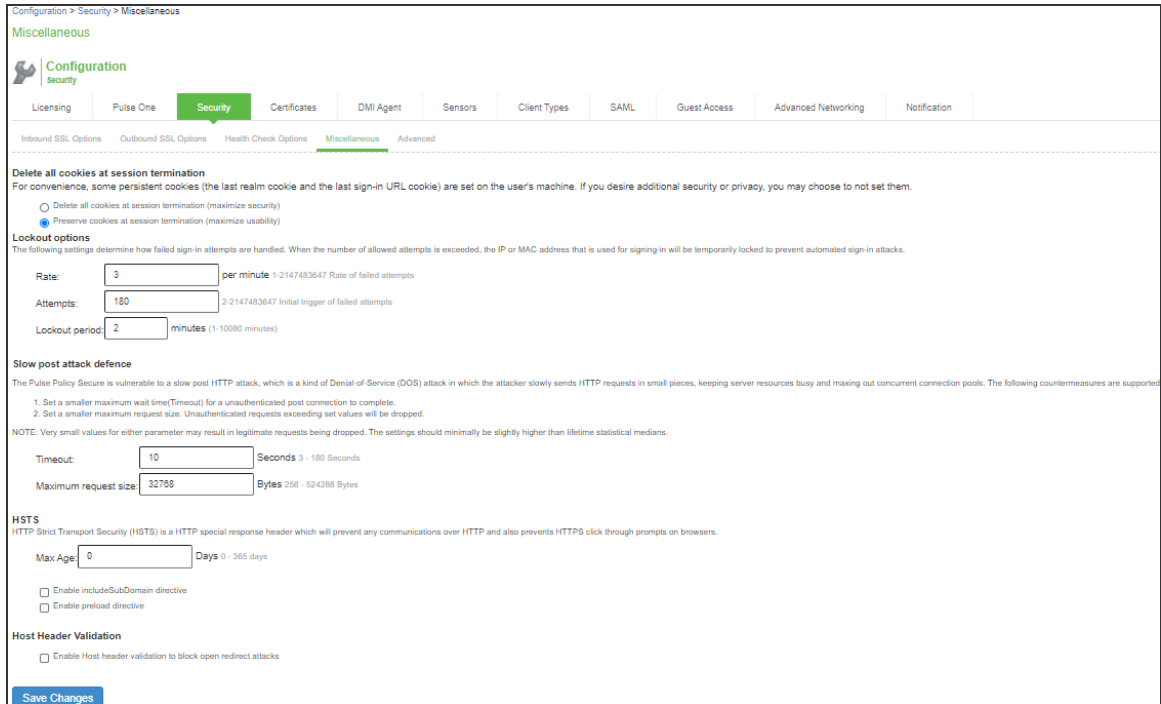 Configuration > Security > Miscellaneous
Miscellaneous
Configuration
Security
Licensing Pulse One Security Certificates DMI Agent Sensors Client Types SAML Guest Access Advanced Networking Notification
Inbound SSL Options Outbound SSL Options Health Check Options Miscellaneous Advanced
Delete all cookies at session termination
For convenience, some persistent cookies (the last realm cookie and the last sign-in URL cookie) are set on the user's machine. If you desire additional security or privacy, you may choose to not set them.
Delete all cookies at session termination (maximize security)
Preserve cookies at session termination (maximize usability)
Lockout options
The following settings determine how failed sign-in attempts are handled. When the number of allowed attempts is exceeded, the IP or MAC address that is used for signing-in will be temporarily locked to prevent automated sign-in attacks.
Rate: 3 per minute 1-2147483647 Rate of failed attempts
Attempts: 180 2-2147483647 Initial trigger of failed attempts
Lockout period: 2 minutes (1-10080 minutes)
Slow post attack defence
The Pulse Policy Secure is vulnerable to a slow post HTTP attack, which is a kind of Denial-of-Service (DOS) attack in which the attacker slowly sends HTTP requests in small pieces, keeping server resources busy and maxing out concurrent connection pools. The following countermeasures are supported
1. Set a smaller maximum wait time(Timeout) for a unauthenticated post connection to complete.
2. Set a smaller maximum request size. Unauthenticated requests exceeding set values will be dropped.
NOTE: Very small values for either parameter may result in legitimate requests being dropped. The settings should minimally be slightly higher than lifetime statistical medians.
Timeout: 10 Seconds 3 - 180 Seconds
Maximum request size: 32768 Bytes 256 - 524288 Bytes
HSTS
HTTP Strict Transport Security (HSTS) is a HTTP special response header which will prevent any communications over HTTP and also prevents HTTPS click through prompts on browsers.
Max Age: 0 Days 0 - 365 days
Enable includeSubDomain directive
Enable preload directive
Host Header Validation
Enable Host header validation to block open redirect attacks
Save Changes